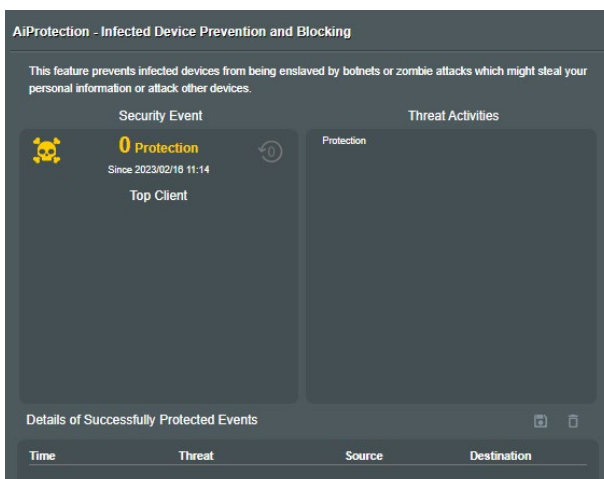 AiProtection - Infected Device Prevention and Blocking
This feature prevents infected devices from being enslaved by botnets or zombie attacks which might steal your
personal information or attack other devices.
Security Event
Threat Activities
0 Protection
Since 2023/02/16 11:14
0
Top Client
Protection
Details of Successfully Protected Events
Time Threat Source Destination